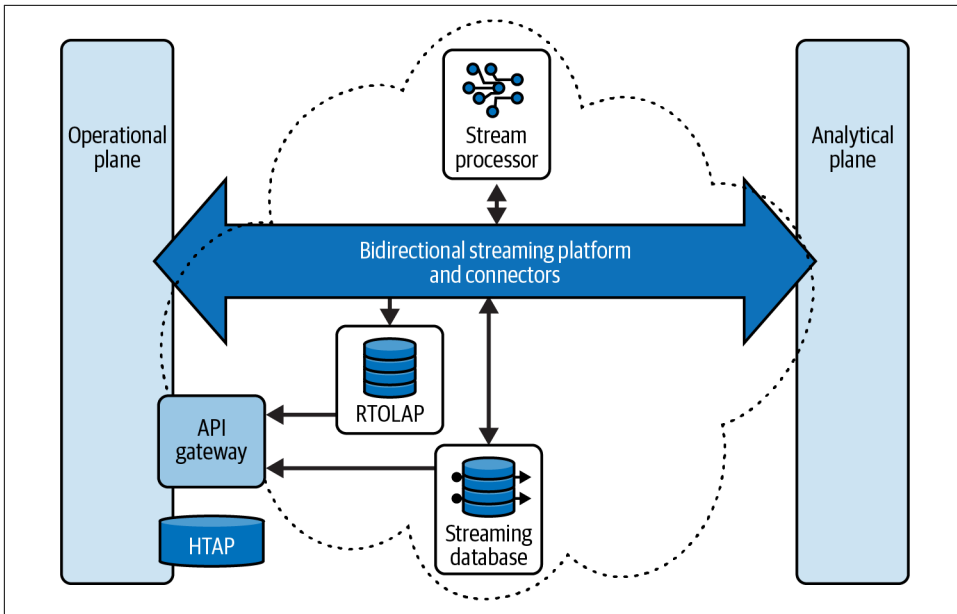 Operational
plane
Stream
processor
Analytical
plane
Bidirectional streaming platform
and connectors
RTOLAP
API
gateway
Streaming
database
HTAP